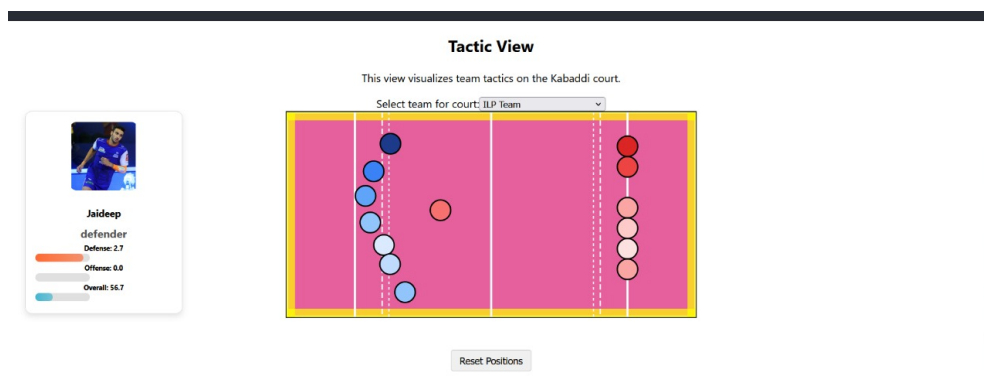 Tactic View
This view visualizes team tactics on the Kabaddi court.
Select team for court: ILP Team
Jaideep
defender
Defense: 2.7
Offense: 0.0
Overall: 56.7
Reset Positions